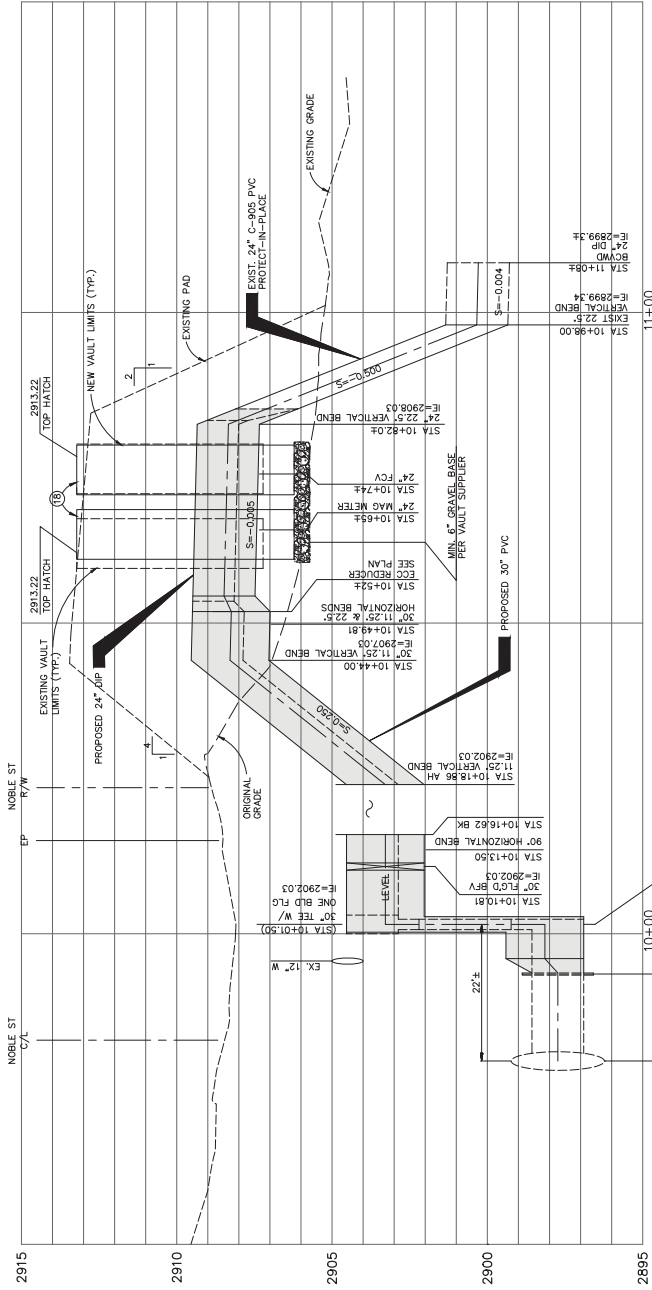 2915
2910
2905
2900
2895
NOBLE ST
C/L
EP
NOBLE ST
R/W
ORIGINAL
GRADE
4
1
EXISTING VAULT
LIMITS (TYP.)
PROPOSED 24" DIP
2913.22
TOP HATCH
18
2913.22
TOP HATCH
NEW VAULT LIMITS (TYP.)
2
1
EXISTING PAD
EXIST. 24" C-905 PVC
PROTECT-IN-PLACE
EXISTING GRADE
EX. 12" W
22'±
(STA 10+01.50)
30" TEE W/
ONE BLD FLG
IE=2902.03
LEVEL
STA 10+10.81
30" FLG'D BFV
IE=2902.03
STA 10+13.50
90° HORIZONTAL BEND
STA 10+16.62 BK
STA 10+18.86 AH
11.25° VERTICAL BEND
IE=2902.03
S=0.250
PROPOSED 30" PVC
STA 10+44.00
30" 11.25° VERTICAL BEND
IE=2907.03
STA 10+49.81
30" 11.25° & 22.5°
HORIZONTAL BENDS
STA 10+52±
ECC REDUCER
SEE PLAN
S=-0.005
STA 10+65±
24" MAG METER
STA 10+74±
24" FCV
MIN. 6" GRAVEL BASE
PER VAULT SUPPLIER
STA 10+82.0±
24" 22.5° VERTICAL BEND
IE=2908.03
S=-0.500
STA 10+98.00
EXIST 22.5°
VERTICAL BEND
IE=2899.34
S=-0.004
STA 11+08±
BCVWD
24" DIP
IE=2899.3±
10+00
11+00